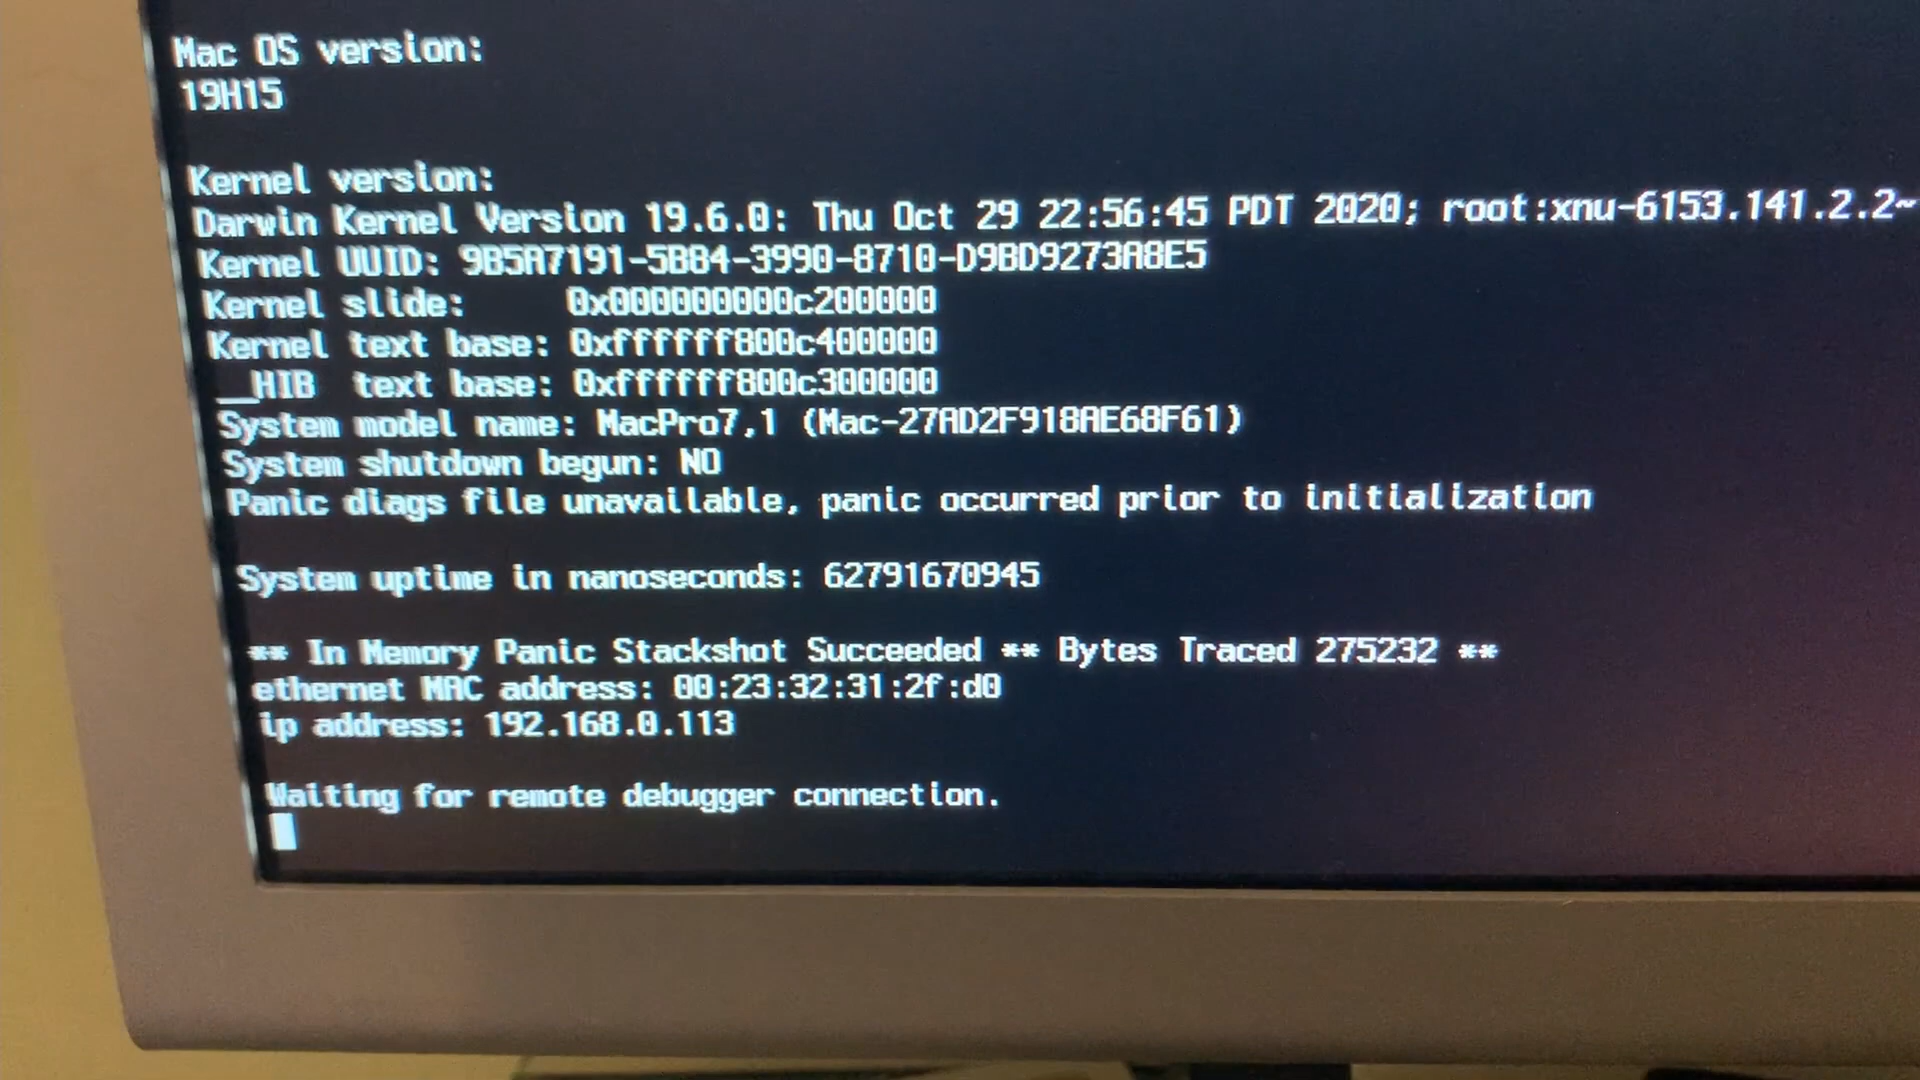 Mac OS version:
19H15
Kernel version:
Darwin Kernel Version 19.6.0: Thu Oct 29 22:56:45 PDT 2020; root:xnu-6153.141.2.2~
Kernel UUID: 9B5A7191-5B84-3990-8710-D9BD9273A8E5
Kernel slide: 0x000000000c200000
Kernel text base: 0xffffff800c400000
__HIB text base: 0xffffff800c300000
System model name: MacPro7,1 (Mac-27AD2F918AE68F61)
System shutdown begun: NO
Panic diags file unavailable, panic occurred prior to initialization
System uptime in nanoseconds: 62791670945
** In Memory Panic Stackshot Succeeded ** Bytes Traced 275232 **
ethernet MAC address: 00:23:32:31:2f:d0
ip address: 192.168.0.113
Waiting for remote debugger connection.